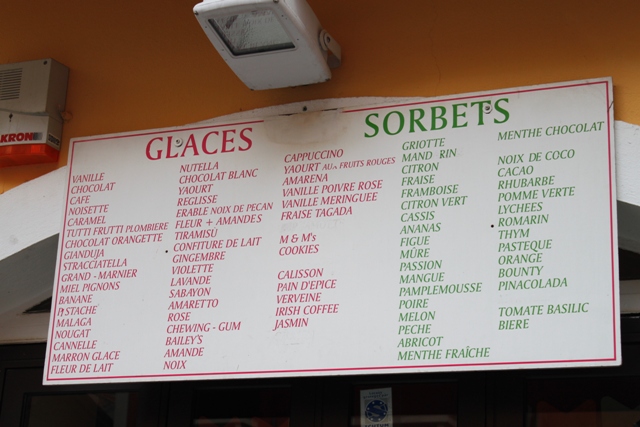 KRON
GLACES
VANILLE
CHOCOLAT
CAFE
NOISETTE
CARAMEL
TUTTI FRUTTI PLOMBIERE
CHOCOLAT ORANGETTE
GIANDUJA
STRACCIATELLA
GRAND - MARNIER
MIEL PIGNONS
BANANE
PISTACHE
MALAGA
NOUGAT
CANNELLE
MARRON GLACE
FLEUR DE LAIT
NUTELLA
CHOCOLAT BLANC
YAOURT
REGLISSE
ERABLE NOIX DE PECAN
FLEUR + AMANDES
TIRAMISU
CONFITURE DE LAIT
GINGEMBRE
VIOLETTE
LAVANDE
SABAYON
AMARETTO
ROSE
CHEWING - GUM
BAILEY'S
AMANDE
NOIX
CAPPUCCINO
YAOURT AUX FRUITS ROUGES
AMARENA
VANILLE POIVRE ROSE
VANILLE MERINGUEE
FRAISE TAGADA
M & M's
COOKIES
CALISSON
PAIN D'EPICE
VERVEINE
IRISH COFFEE
JASMIN
SORBETS
GRIOTTE
MAND RIN
CITRON
FRAISE
FRAMBOISE
CITRON VERT
CASSIS
ANANAS
FIGUE
MÛRE
PASSION
MANGUE
PAMPLEMOUSSE
POIRE
MELON
PECHE
ABRICOT
MENTHE FRAÎCHE
MENTHE CHOCOLAT
NOIX DE COCO
CACAO
RHUBARBE
POMME VERTE
LYCHEES
ROMARIN
THYM
PASTEQUE
ORANGE
BOUNTY
PINACOLADA
TOMATE BASILIC
BIERE